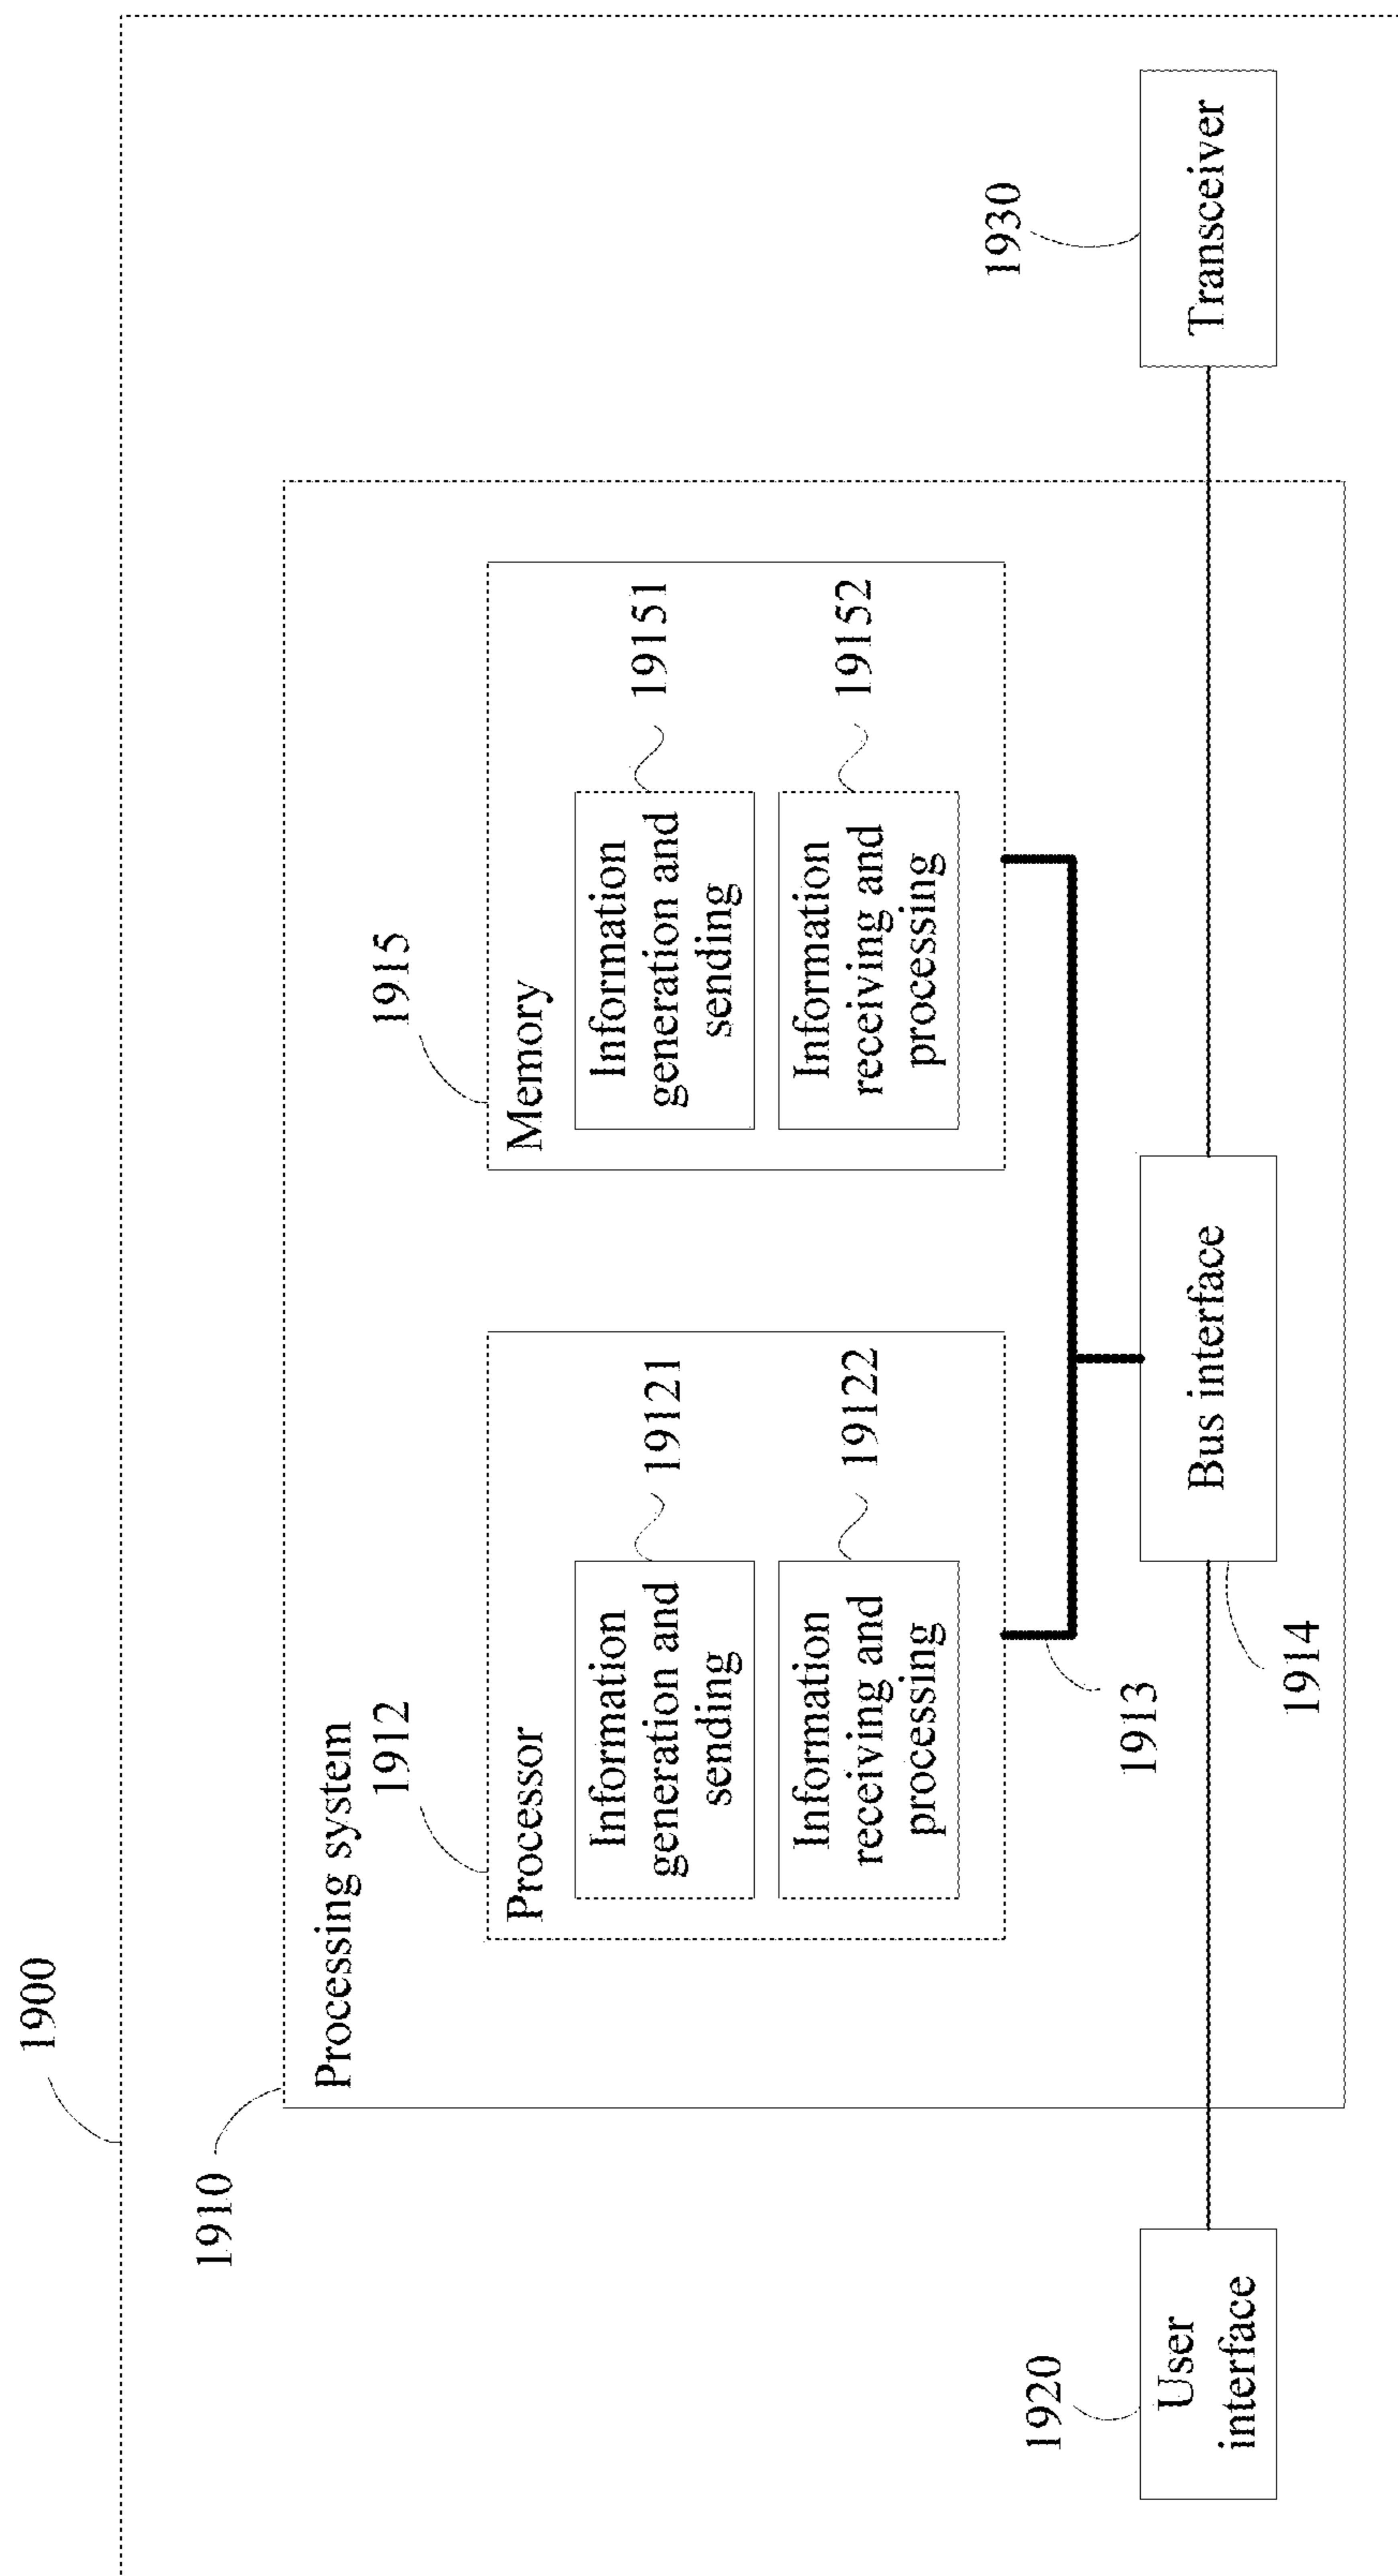 1900
1910
Processing system
1912
Processor
Information
generation and
sending
19121
Information
receiving and
processing
19122
1915
Memory
Information
generation and
sending
19151
Information
receiving and
processing
19152
1913
1920
User
interface
Bus interface
1914
1930
Transceiver